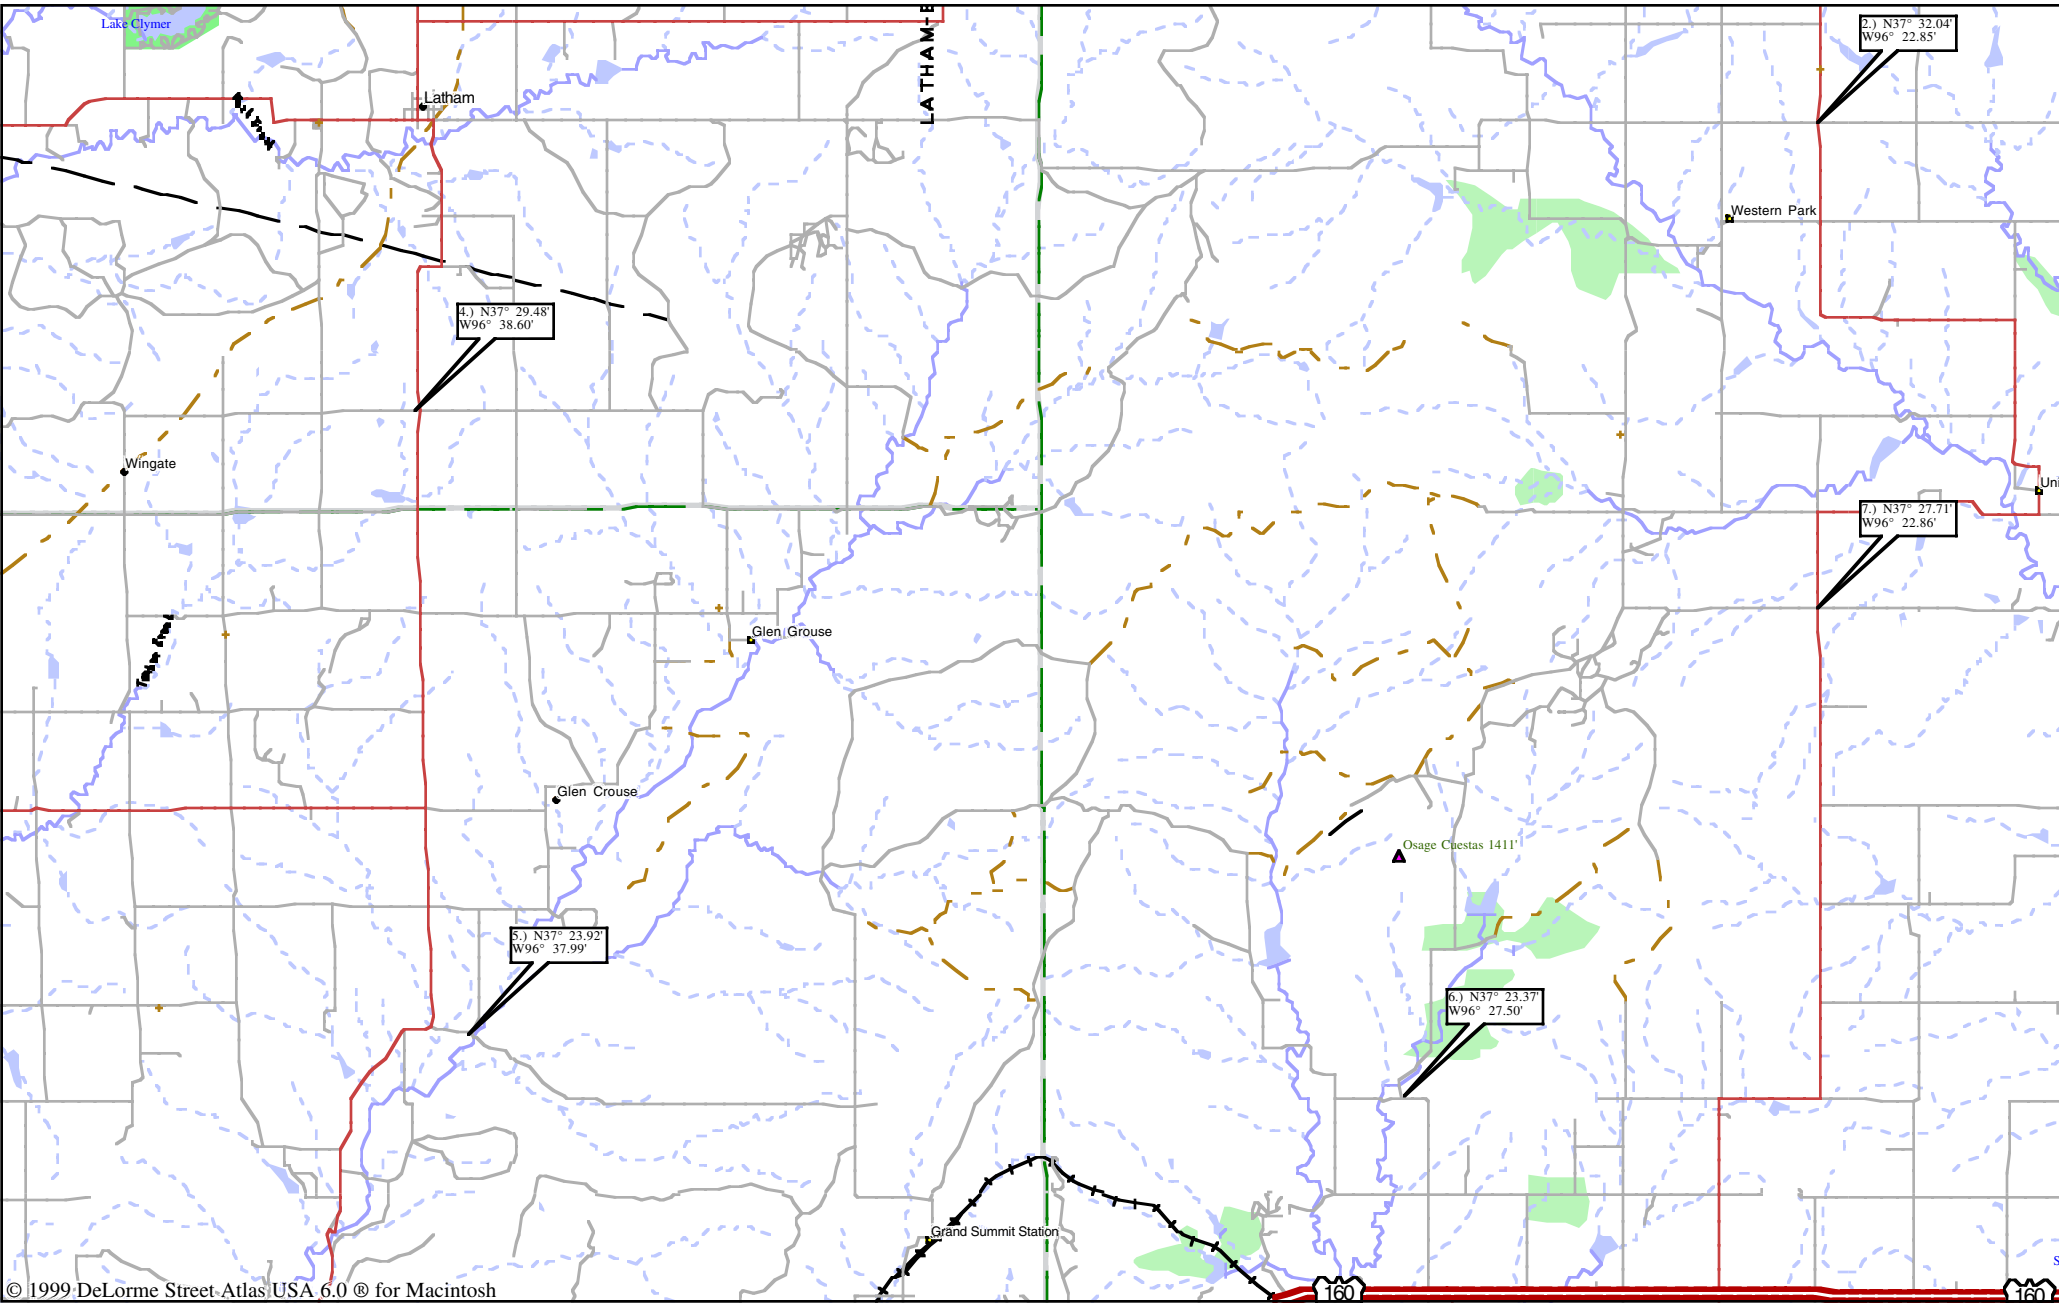 Lake Clymer
LATHAM-E
2.) N37° 32.04'
W96° 22.85'
Latham
Western Park
4.) N37° 29.48'
W96° 38.60'
Wingate
Uni
7.) N37° 27.71'
W96° 22.86'
Glen Grouse
Glen Crouse
Osage Cuestas 1411'
5.) N37° 23.92'
W96° 37.99'
6.) N37° 23.37'
W96° 27.50'
Grand Summit Station
S
© 1999 DeLorme Street Atlas USA 6.0 ® for Macintosh
160
160